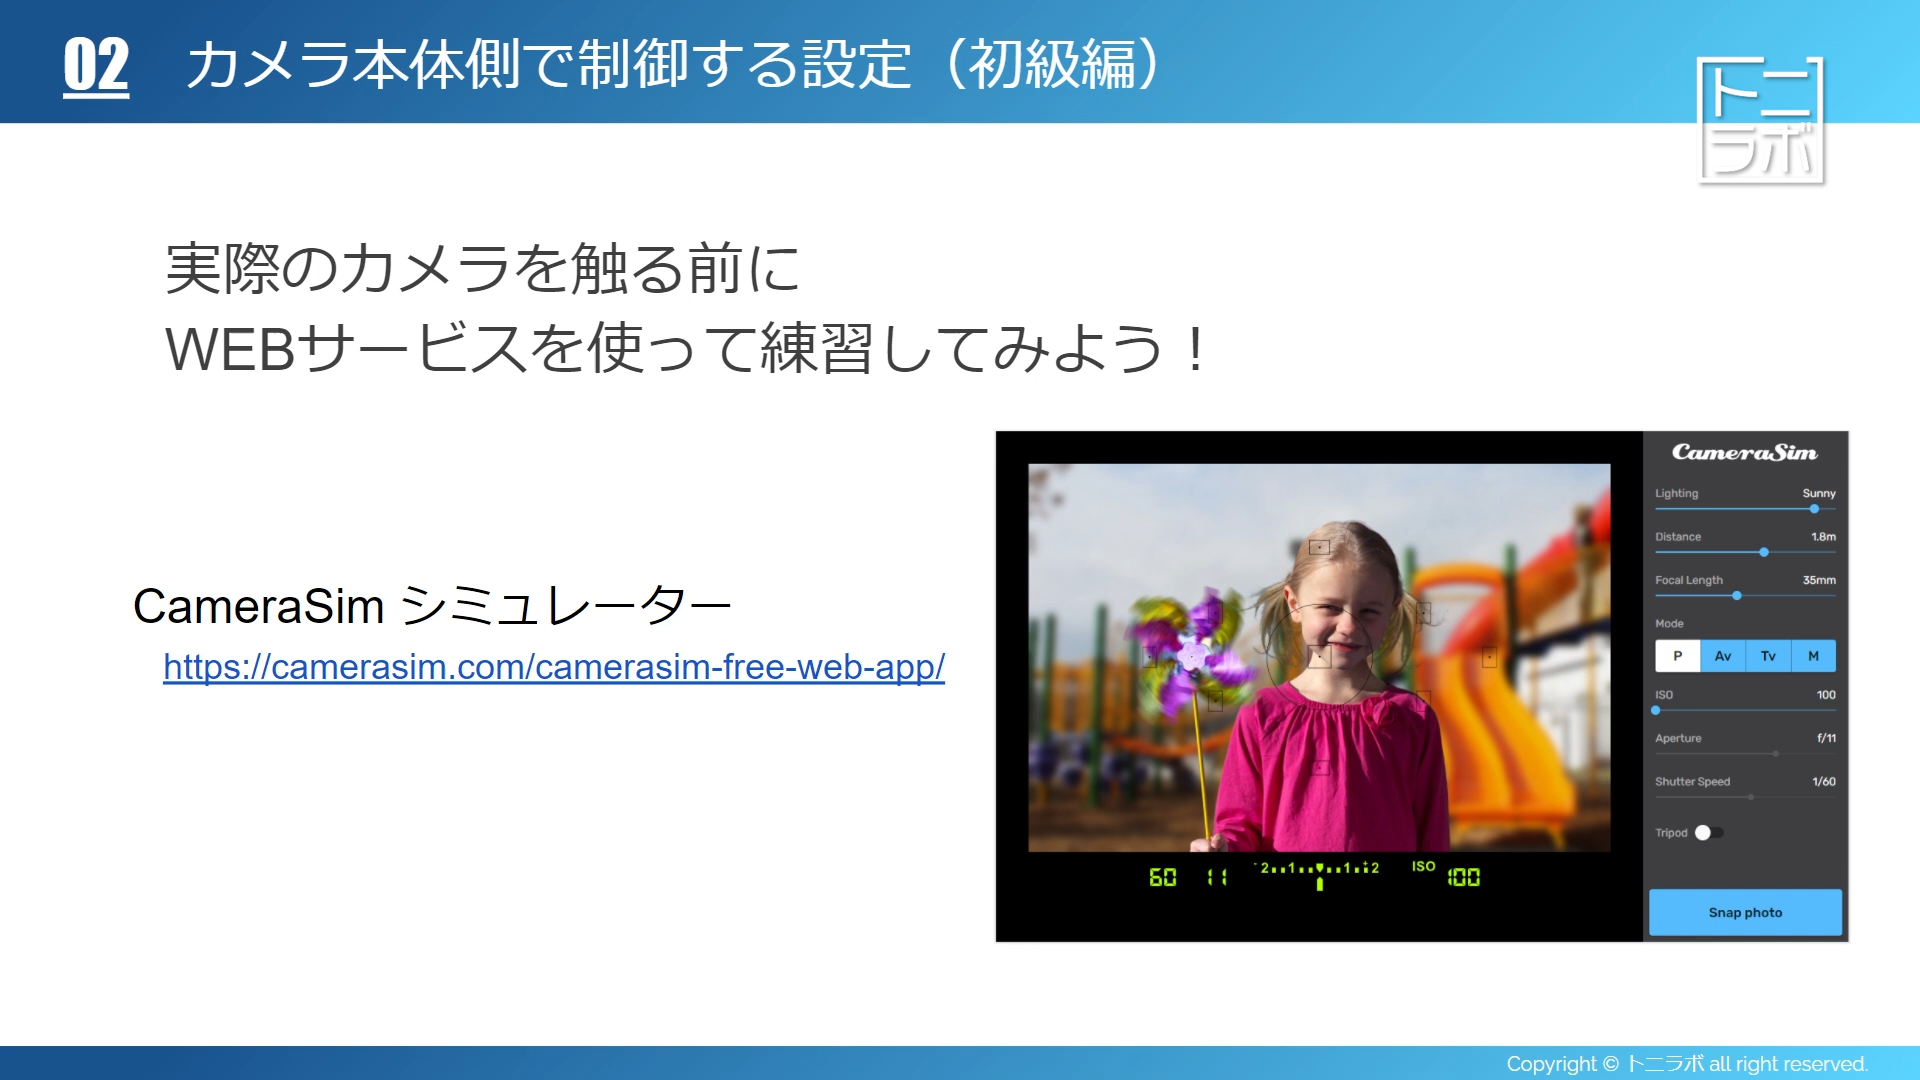 02 カメラ本体側で制御する設定（初級編）
トニ
ラボ
実際のカメラを触る前に
WEBサービスを使って練習してみよう！
CameraSim シミュレーター
https://camerasim.com/camerasim-free-web-app/
CameraSim
Lighting Sunny
Distance 1.8m
Focal Length 35mm
Mode
P Av Tv M
ISO 100
Aperture f/11
Shutter Speed 1/60
Tripod
Snap photo
60 11 -2..1..▼..1..+2 ISO 100
Copyright © トニラボ all right reserved.